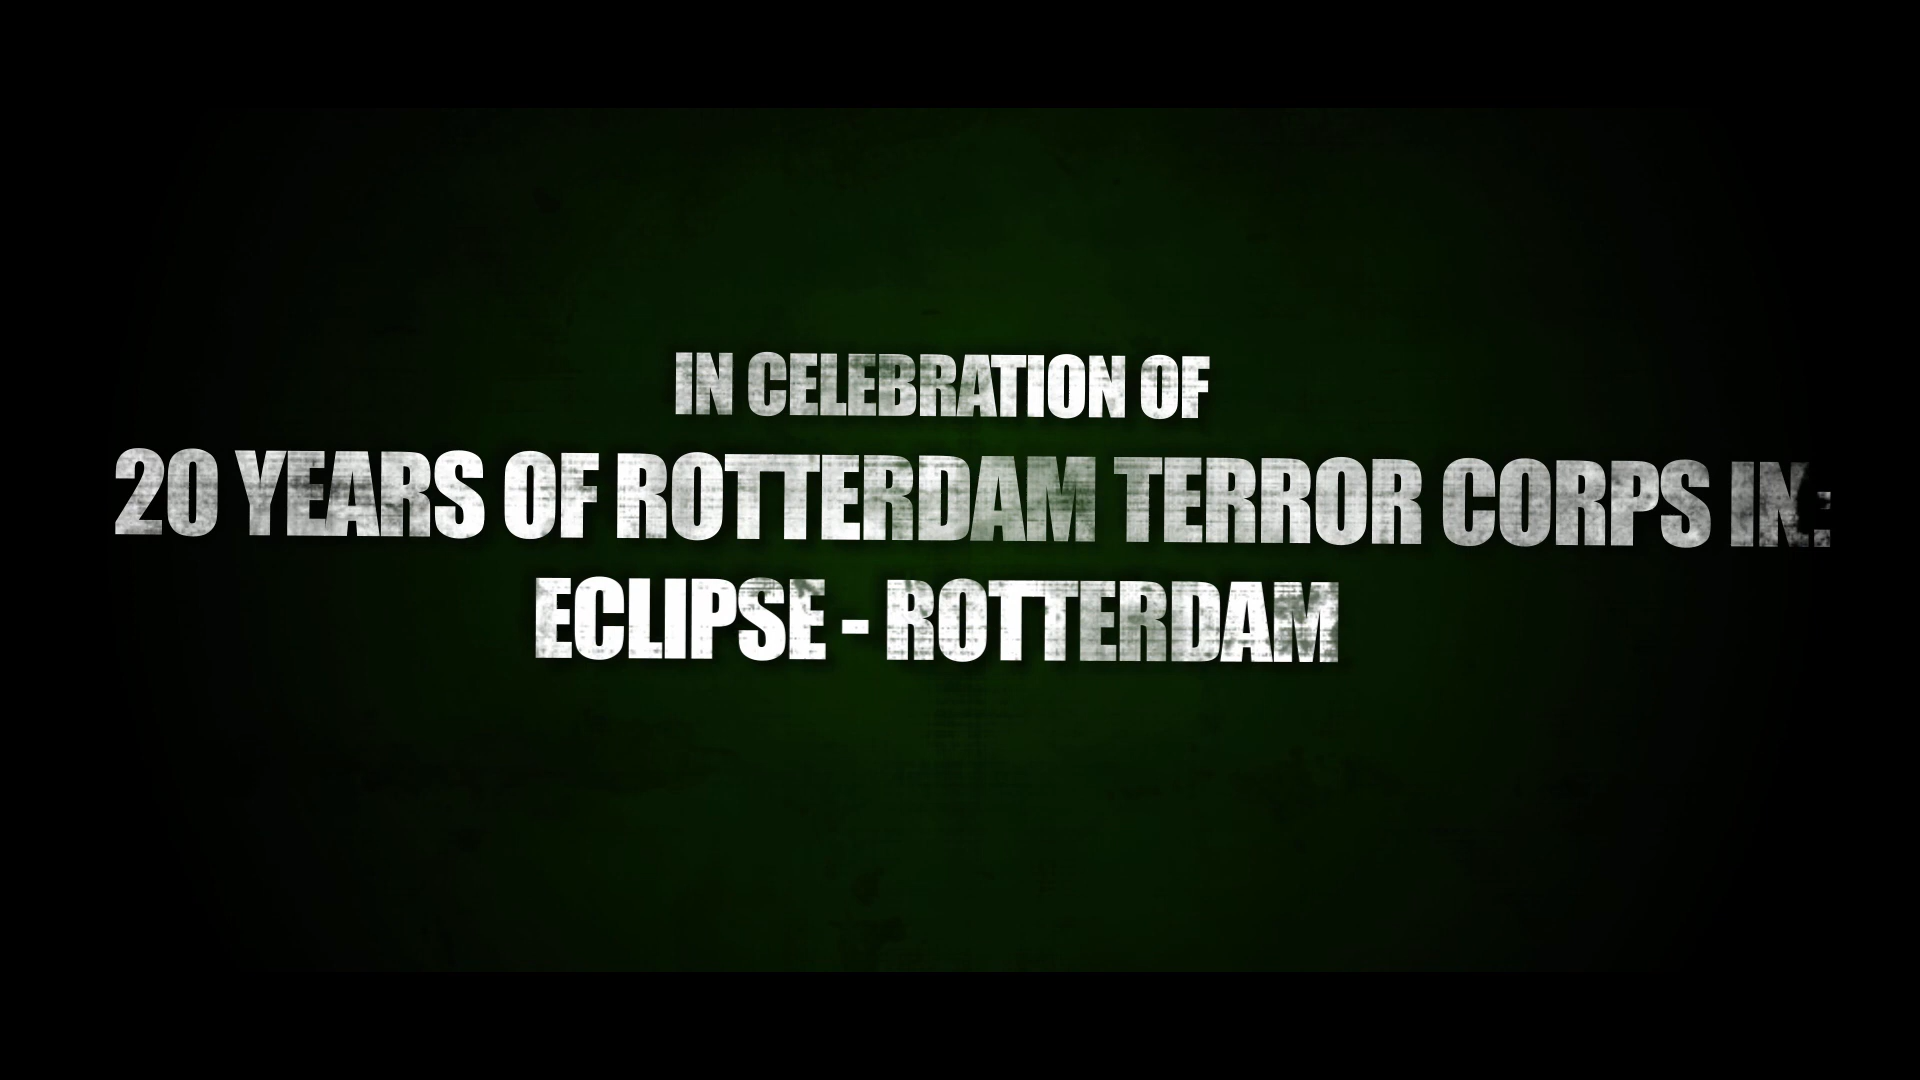 IN CELEBRATION OF
20 YEARS OF ROTTERDAM TERROR CORPS IN:
ECLIPSE - ROTTERDAM